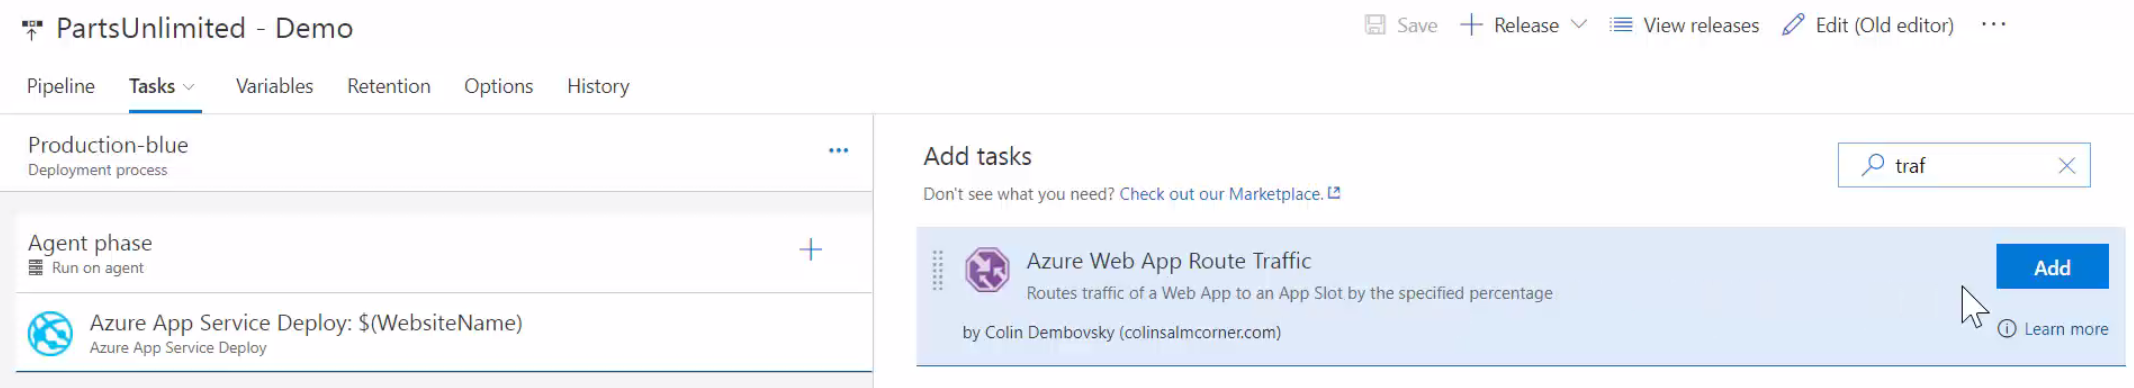 PartsUnlimited - Demo
Save
Release
View releases
Edit (Old editor)
Pipeline
Tasks
Variables
Retention
Options
History
Production-blue
Deployment process
Agent phase
Run on agent
Azure App Service Deploy: $(WebsiteName)
Azure App Service Deploy
Add tasks
traf
Don't see what you need? Check out our Marketplace.
Azure Web App Route Traffic
Add
Routes traffic of a Web App to an App Slot by the specified percentage
by Colin Dembovsky (colinsalmcorner.com)
Learn more